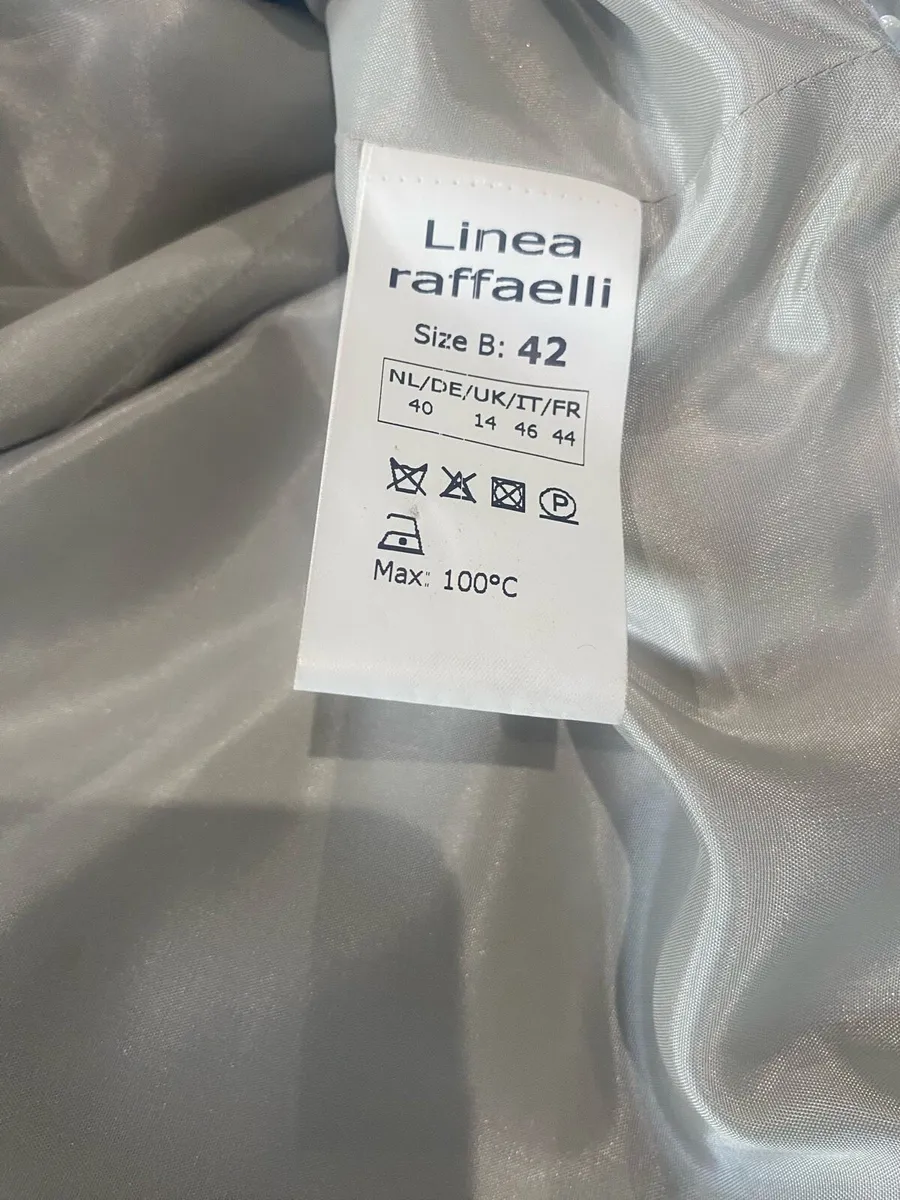 Linea
raffaelli
Size B: 42
NL/DE/UK/IT/FR
40 14 46 44
P
Max: 100°C